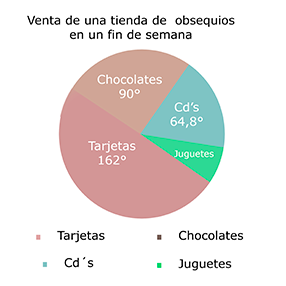 Venta de una tienda de obsequios
en un fin de semana
Chocolates
90°
Cd's
64,8°
Tarjetas
162°
Juguetes
Tarjetas
Chocolates
Cd´s
Juguetes